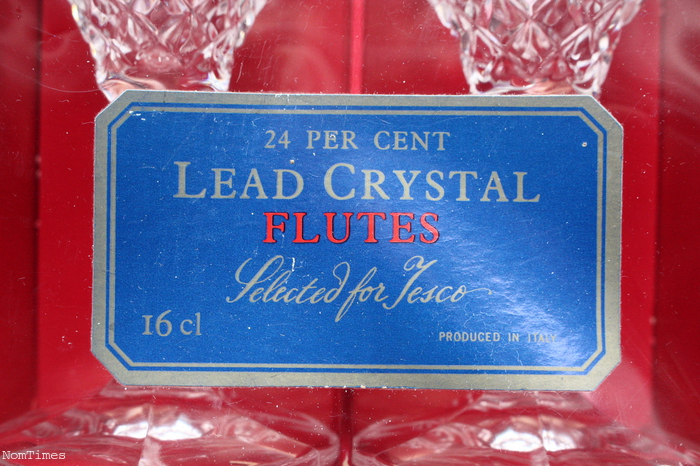 24 PER CENT
LEAD CRYSTAL
FLUTES
Selected for Tesco
16 cl
PRODUCED IN ITALY
NomTimes